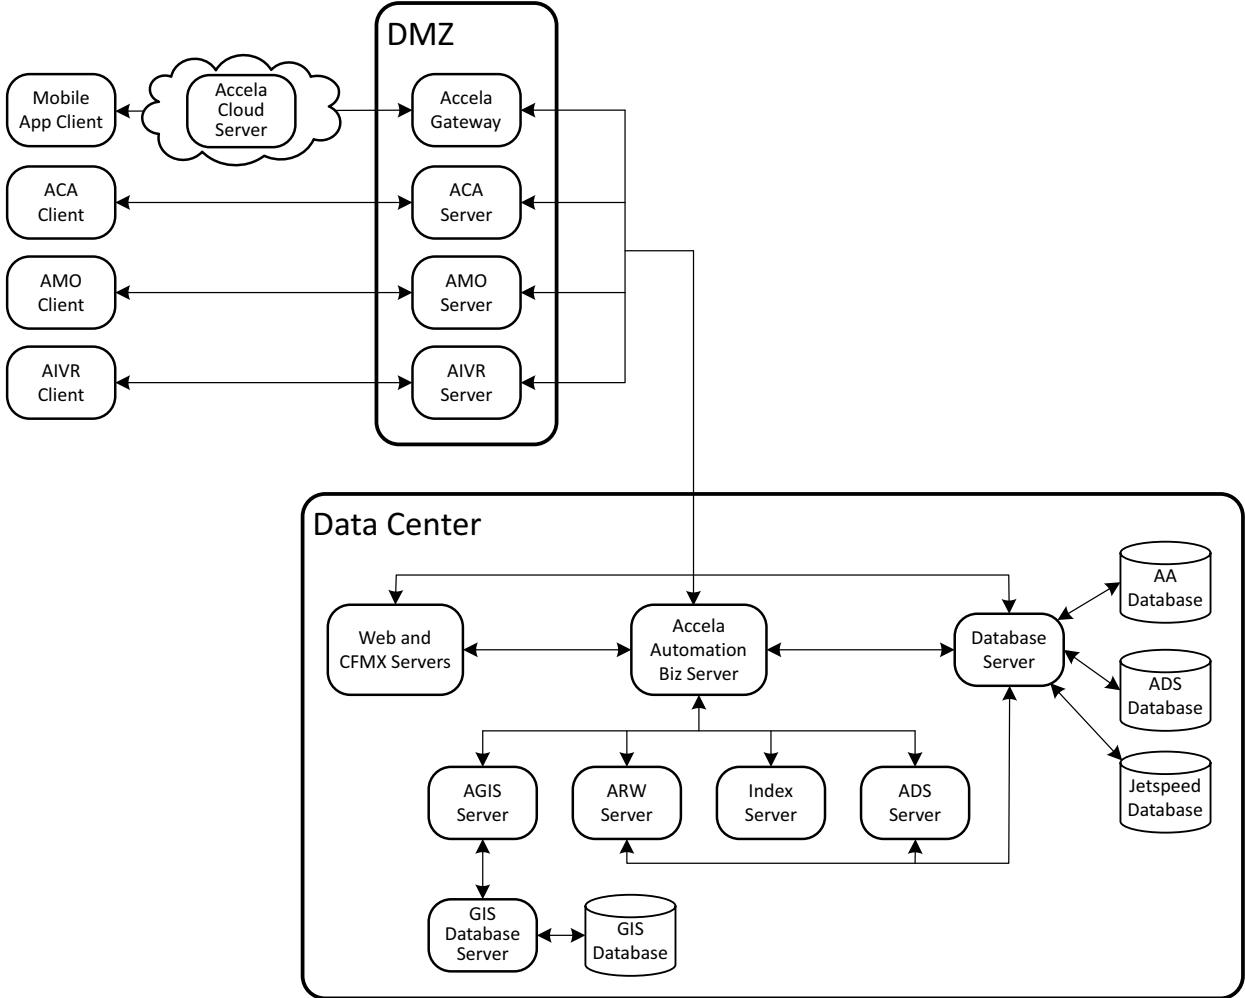 DMZ
Mobile
App Client
Accela
Cloud
Server
Accela
Gateway
ACA
Client
ACA
Server
AMO
Client
AMO
Server
AIVR
Client
AIVR
Server
Data Center
Web and
CFMX Servers
Accela
Automation
Biz Server
Database
Server
AA
Database
ADS
Database
Jetspeed
Database
AGIS
Server
ARW
Server
Index
Server
ADS
Server
GIS
Database
Server
GIS
Database